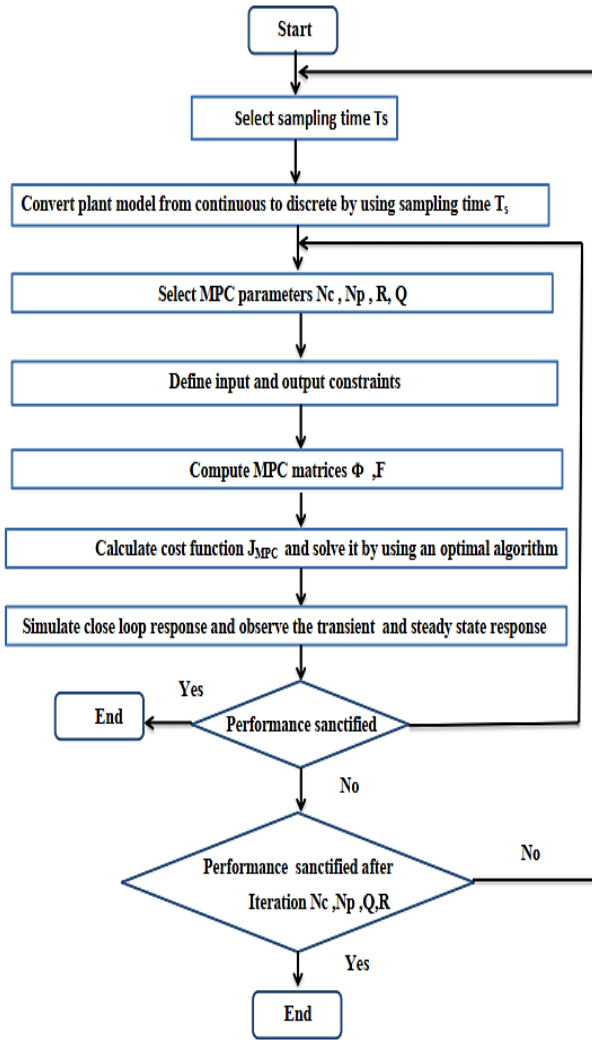 Start
Select sampling time Ts
Convert plant model from continuous to discrete by using sampling time Ts
Select MPC parameters Nc , Np , R, Q
Define input and output constraints
Compute MPC matrices Φ ,F
Calculate cost function JMPC and solve it by using an optimal algorithm
Simulate close loop response and observe the transient and steady state response
Yes
End
Performance sanctified
No
Performance sanctified after
Iteration Nc ,Np ,Q,R
No
Yes
End